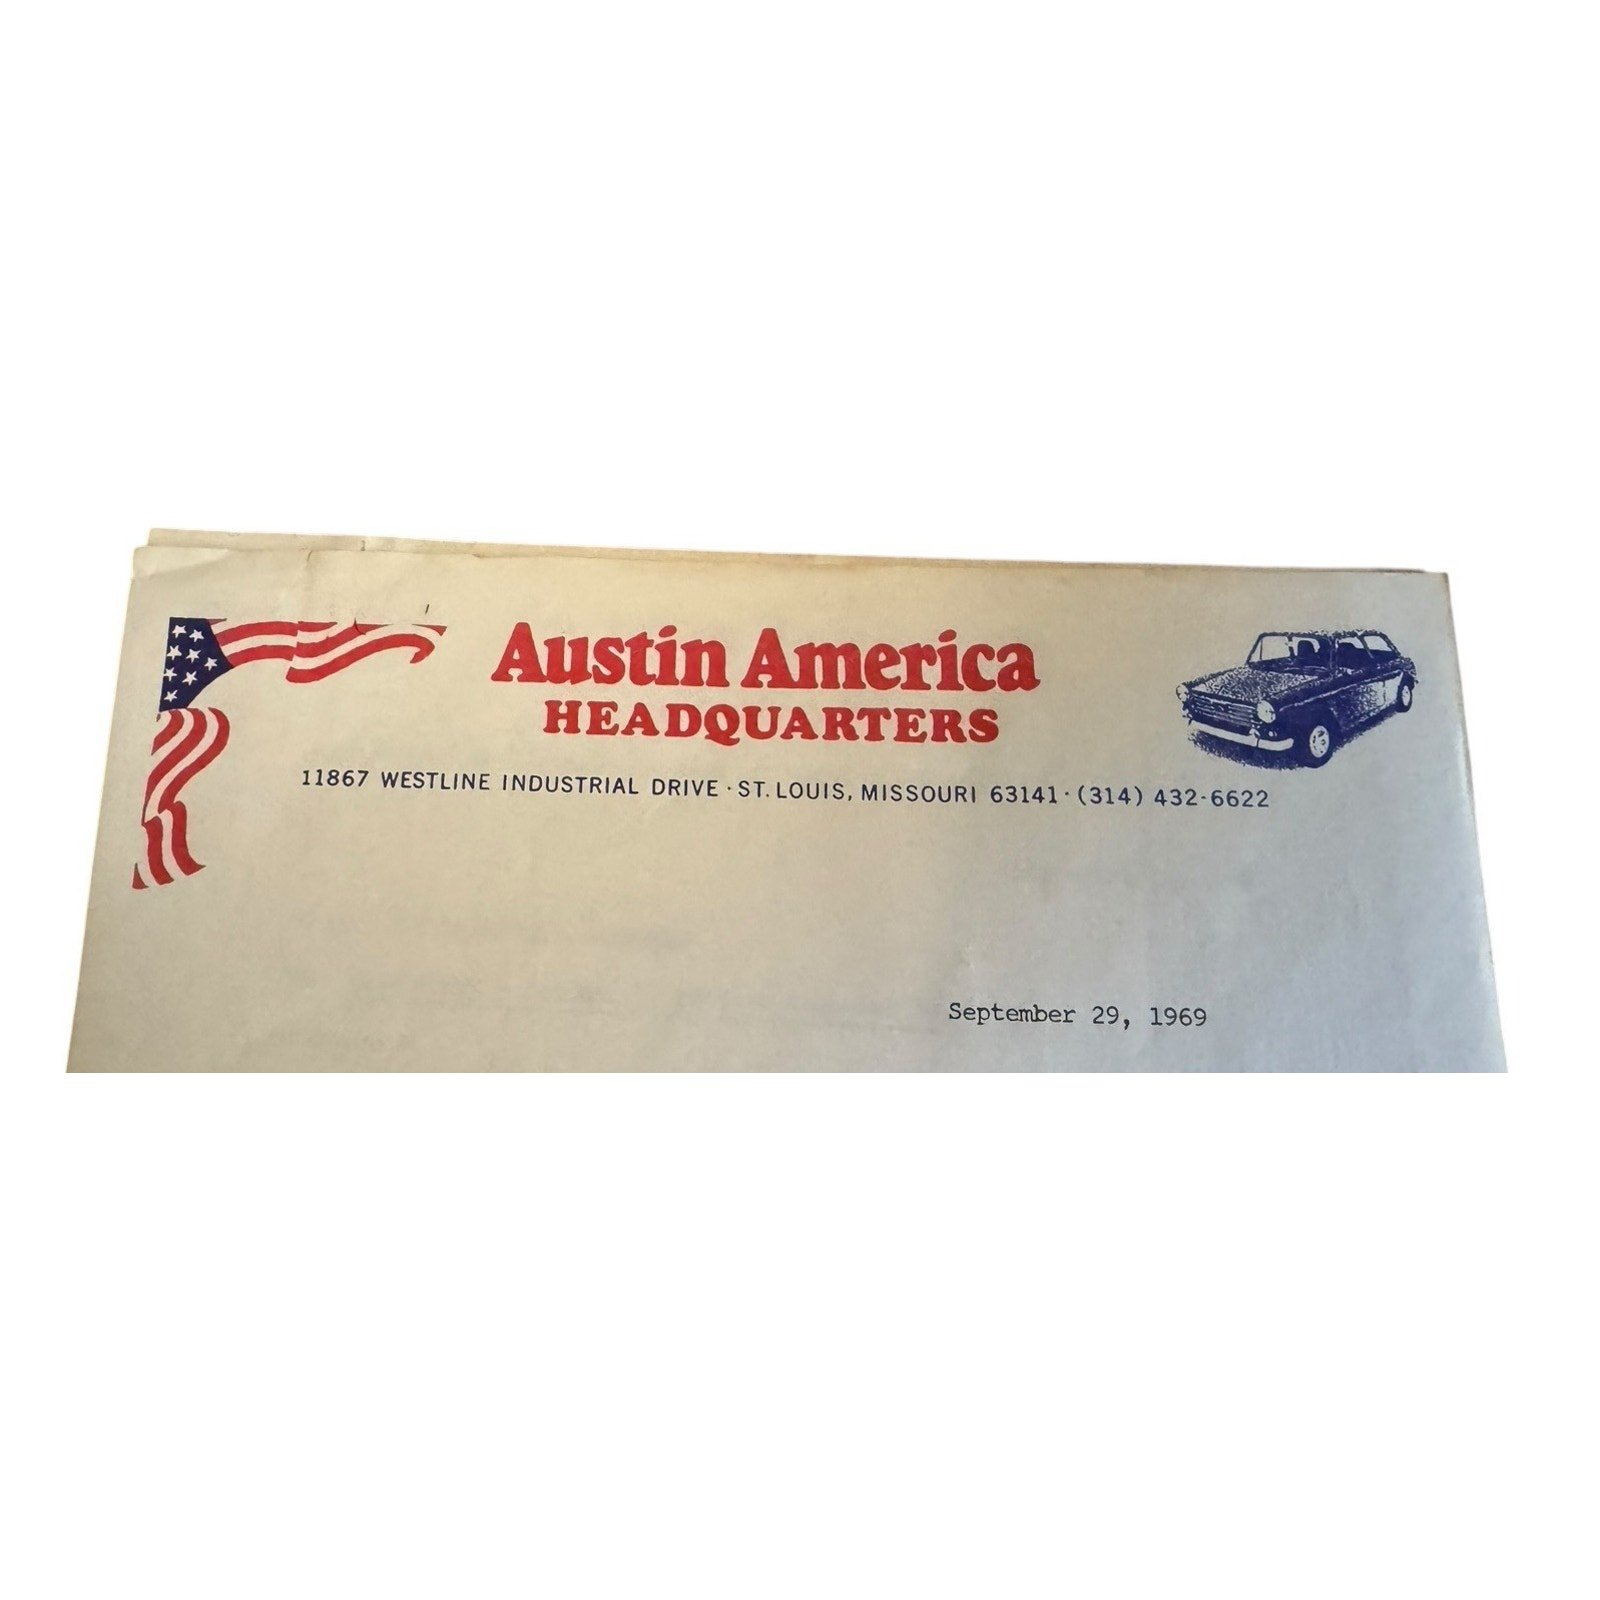 Austin America
HEADQUARTERS
11867 WESTLINE INDUSTRIAL DRIVE · ST. LOUIS, MISSOURI 63141 · (314) 432-6622
September 29, 1969